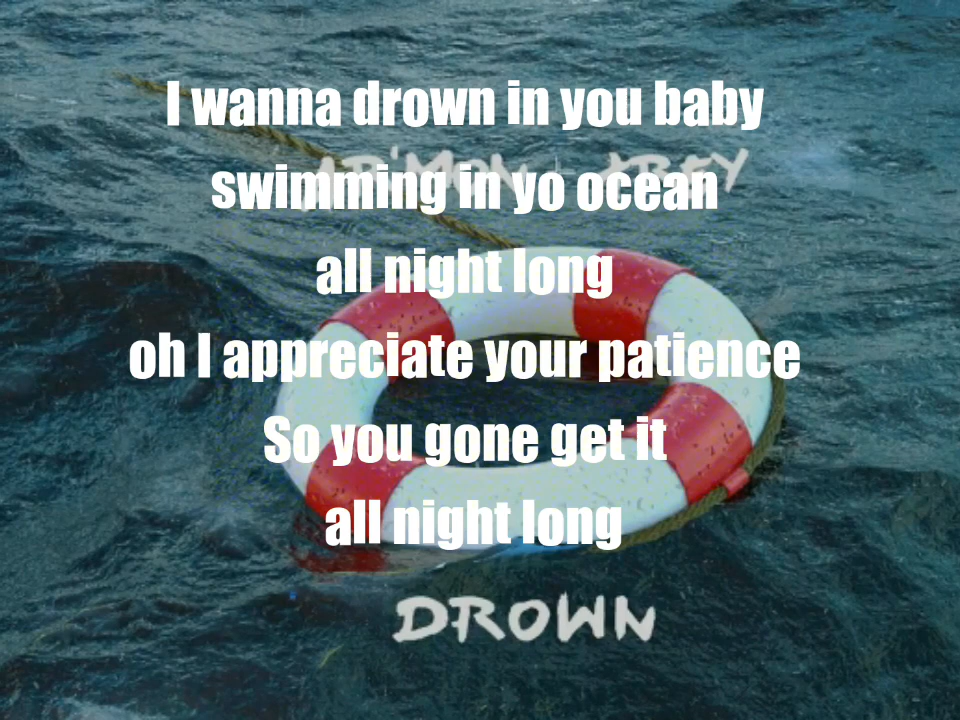 I wanna drown in you baby
swimming in yo ocean
all night long
oh I appreciate your patience
So you gone get it
all night long
DROWN